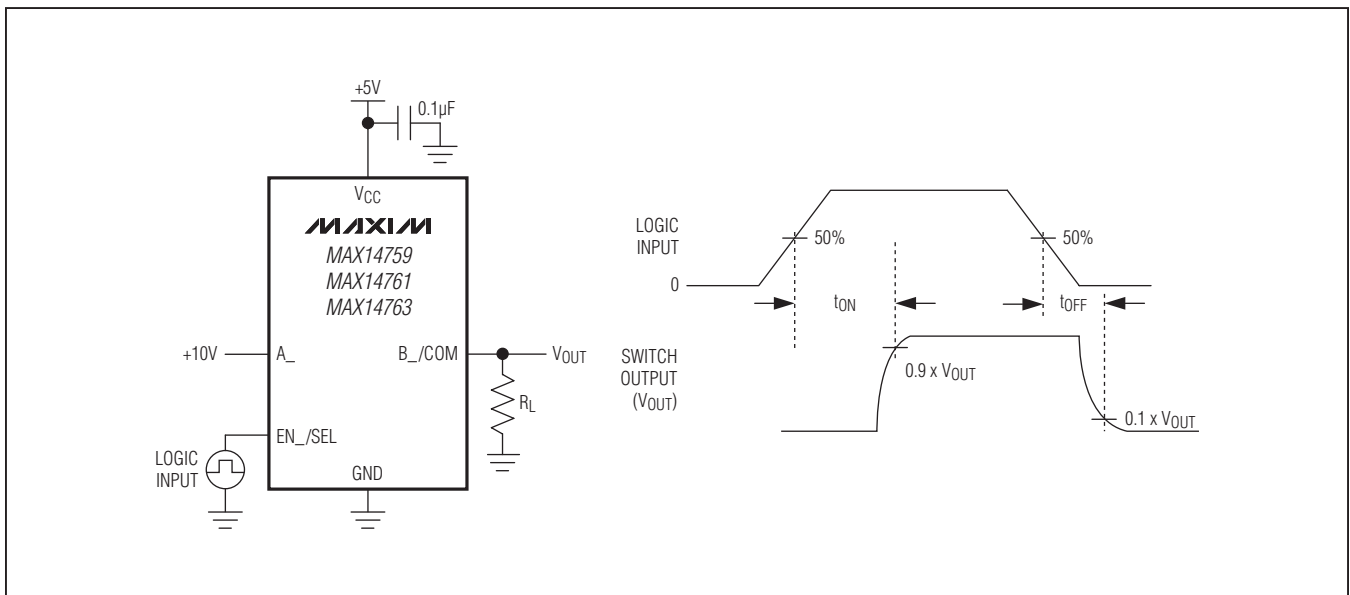 +5V
0.1µF
VCC
MAXIM
MAX14759
MAX14761
MAX14763
+10V
A_
B_/COM
VOUT
RL
EN_/SEL
LOGIC
INPUT
GND
LOGIC
INPUT
50%
50%
0
tON
tOFF
SWITCH
OUTPUT
(VOUT)
0.9 x VOUT
0.1 x VOUT